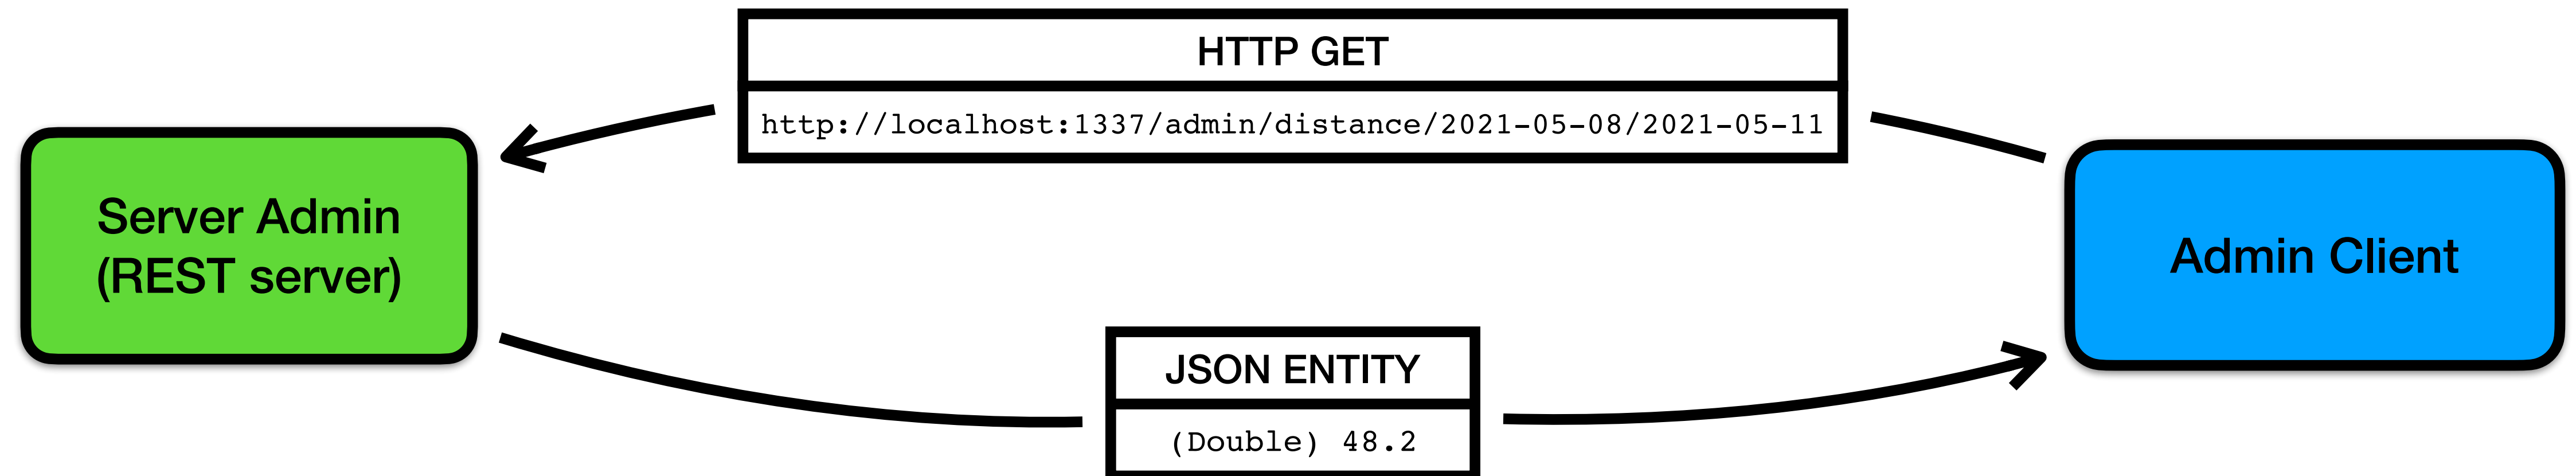 HTTP GET
http://localhost:1337/admin/distance/2021-05-08/2021-05-11
Server Admin
(REST server)
Admin Client
JSON ENTITY
(Double) 48.2